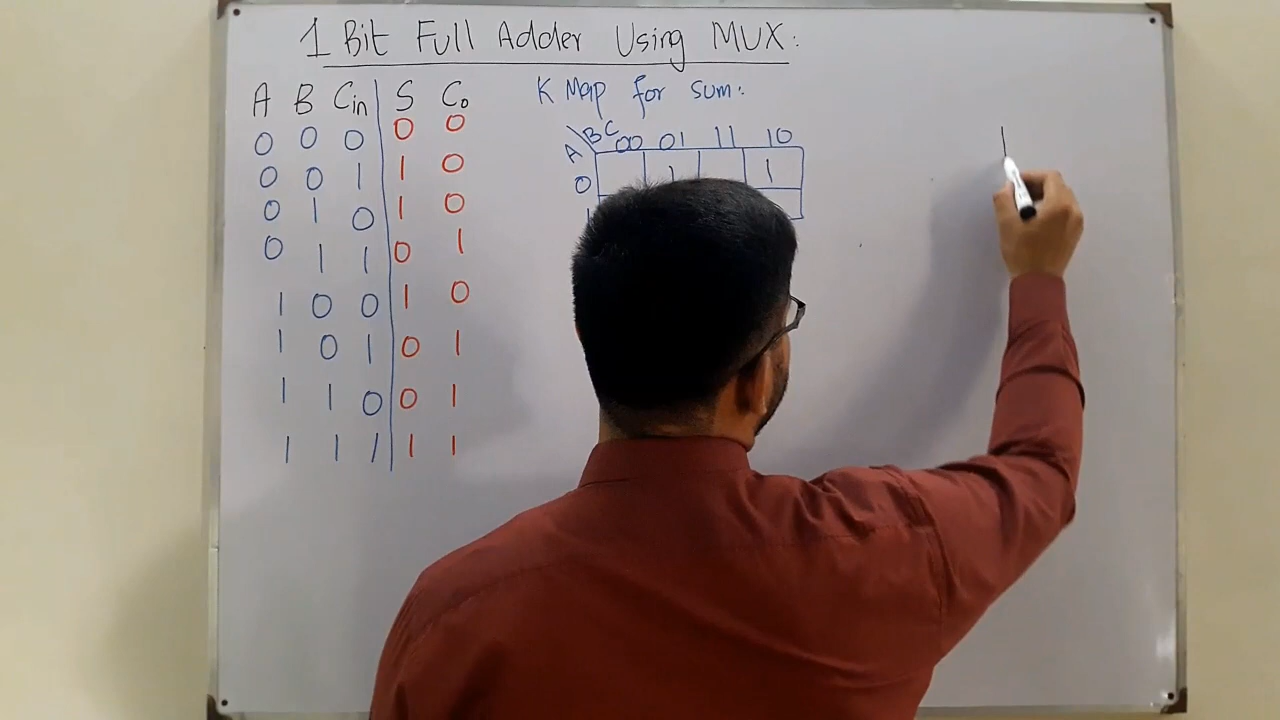 1 Bit Full Adder Using MUX:
A B Cin S Co
0 0 0 0 0
0 0 1 1 0
0 1 0 1 0
0 1 1 0 1
1 0 0 1 0
1 0 1 0 1
1 1 0 0 1
1 1 1 1 1
K Map for sum:
A BC 00 01 11 10
0 1 1